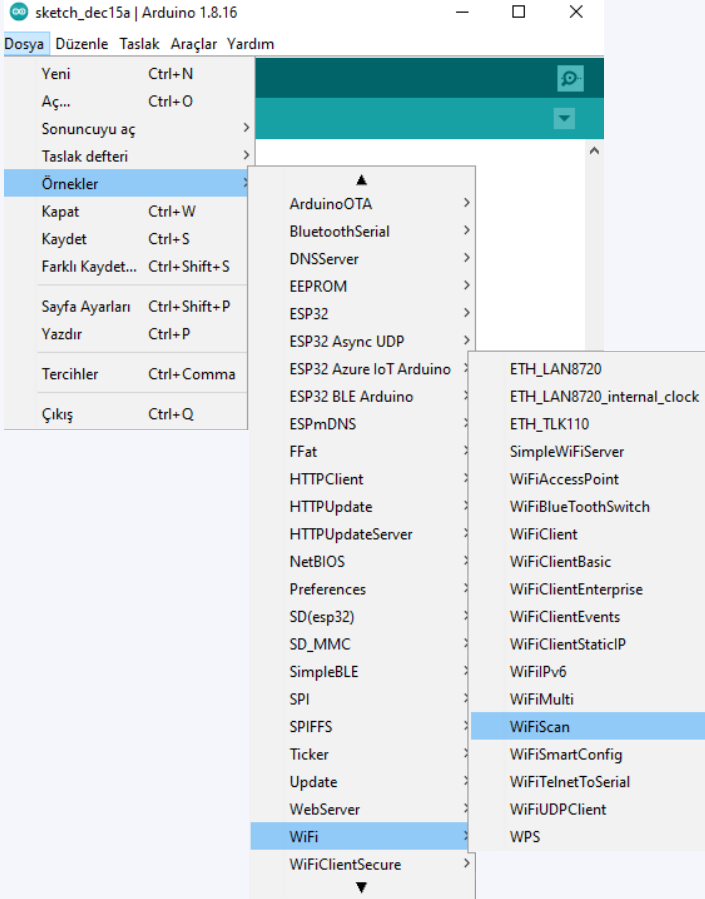 sketch_dec15a | Arduino 1.8.16
Dosya Düzenle Taslak Araçlar Yardım
Yeni Ctrl+N
Aç... Ctrl+O
Sonuncuyu aç
Taslak defteri
Örnekler
Kapat Ctrl+W
Kaydet Ctrl+S
Farklı Kaydet... Ctrl+Shift+S
Sayfa Ayarları Ctrl+Shift+P
Yazdır Ctrl+P
Tercihler Ctrl+Comma
Çıkış Ctrl+Q
ArduinoOTA
BluetoothSerial
DNSServer
EEPROM
ESP32
ESP32 Async UDP
ESP32 Azure IoT Arduino
ESP32 BLE Arduino
ESPmDNS
FFat
HTTPClient
HTTPUpdate
HTTPUpdateServer
NetBIOS
Preferences
SD(esp32)
SD_MMC
SimpleBLE
SPI
SPIFFS
Ticker
Update
WebServer
WiFi
WiFiClientSecure
ETH_LAN8720
ETH_LAN8720_internal_clock
ETH_TLK110
SimpleWiFiServer
WiFiAccessPoint
WiFiBlueToothSwitch
WiFiClient
WiFiClientBasic
WiFiClientEnterprise
WiFiClientEvents
WiFiClientStaticIP
WiFiIPv6
WiFiMulti
WiFiScan
WiFiSmartConfig
WiFiTelnetToSerial
WiFiUDPClient
WPS